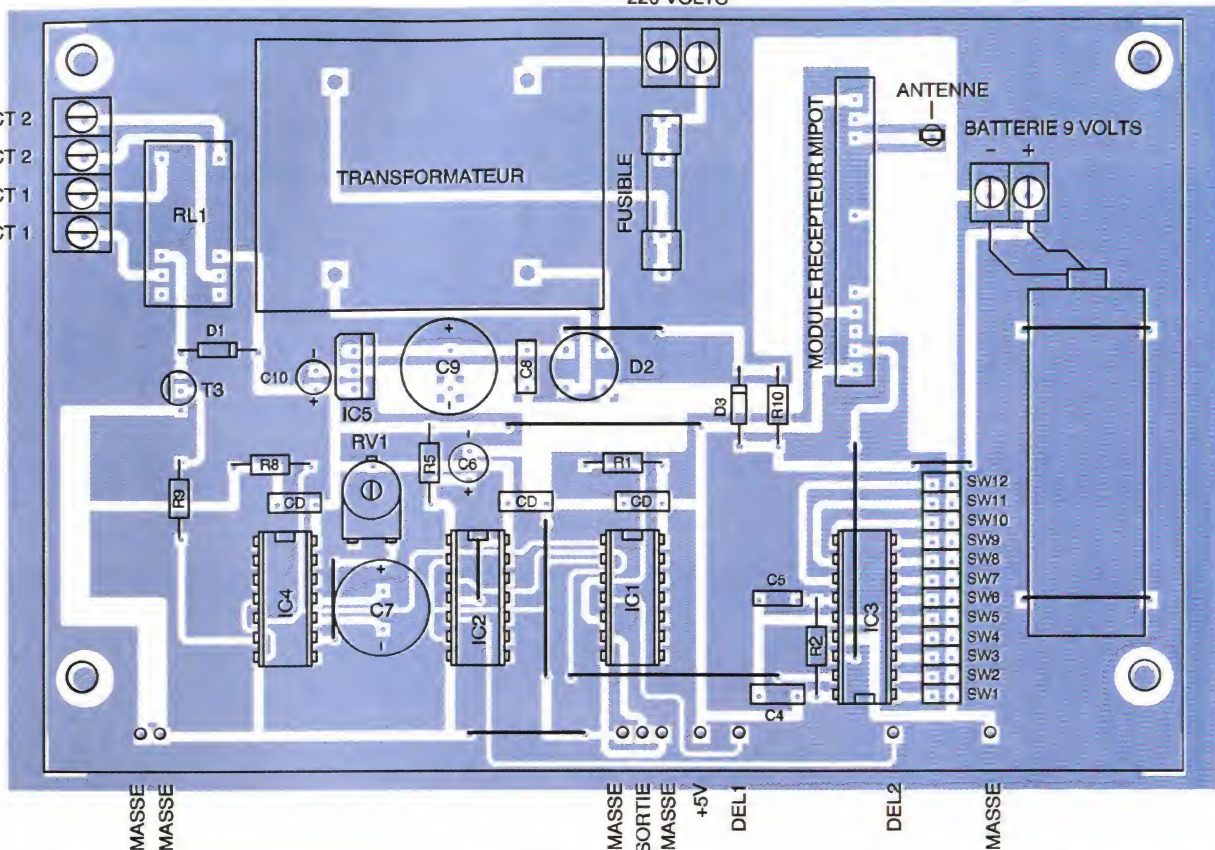 220 VOLTS
CT 2
CT 2
CT 1
CT 1
RL1
TRANSFORMATEUR
FUSIBLE
MODULE RECEPTEUR MIPOT
ANTENNE
BATTERIE 9 VOLTS
- +
D1
T3
C10
-
+
IC5
+
C9
-
C8
D2
D3
R10
RV1
R9
R8
CD
R5
-
C6
+
CD
R1
CD
IC4
+
C7
-
IC2
IC1
C5
R2
C4
IC3
SW12
SW11
SW10
SW9
SW8
SW7
SW6
SW5
SW4
SW3
SW2
SW1
MASSE
MASSE
MASSE
SORTIE
MASSE
+5V
DEL1
DEL2
MASSE